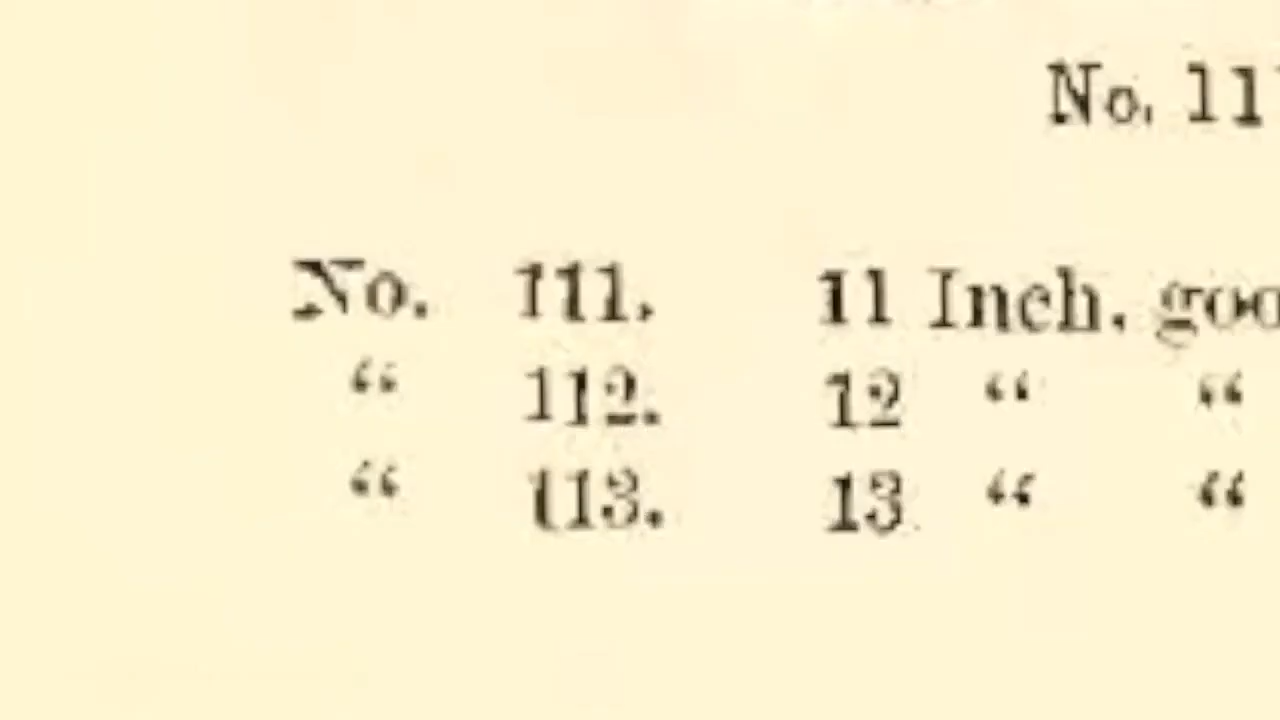 No. 11
No. 111. 11 Inch. goo
“ 112. 12 “ “
“ 113. 13 “ “